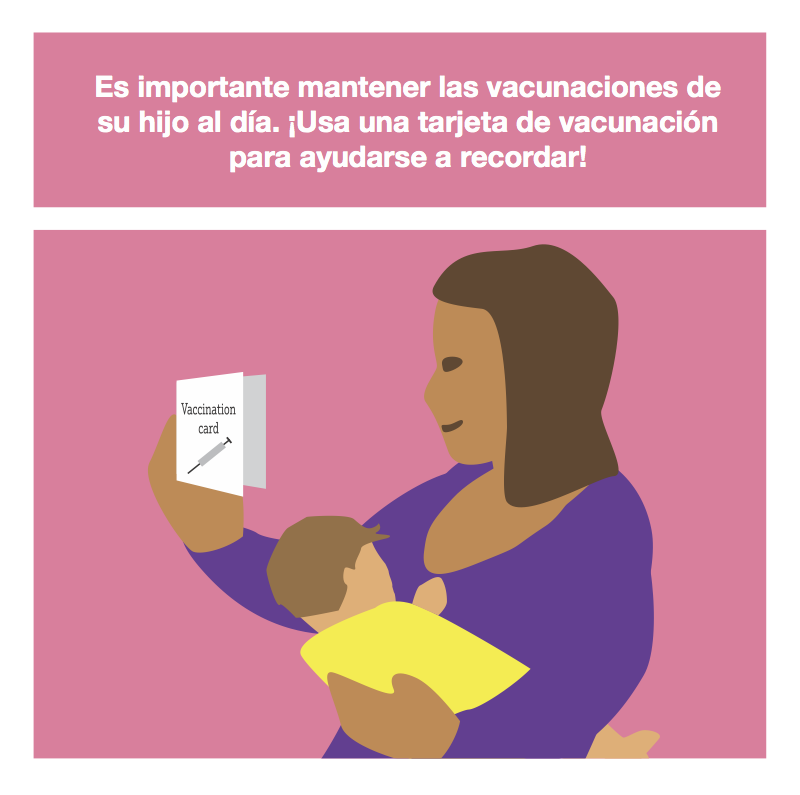 Es importante mantener las vacunaciones de
su hijo al día. ¡Usa una tarjeta de vacunación
para ayudarse a recordar!
Vaccination
card